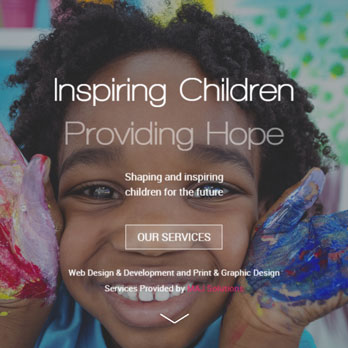 Inspiring Children
Providing Hope
Shaping and inspiring
children for the future
OUR SERVICES
Web Design & Development and Print & Graphic Design
Services Provided by Solutions